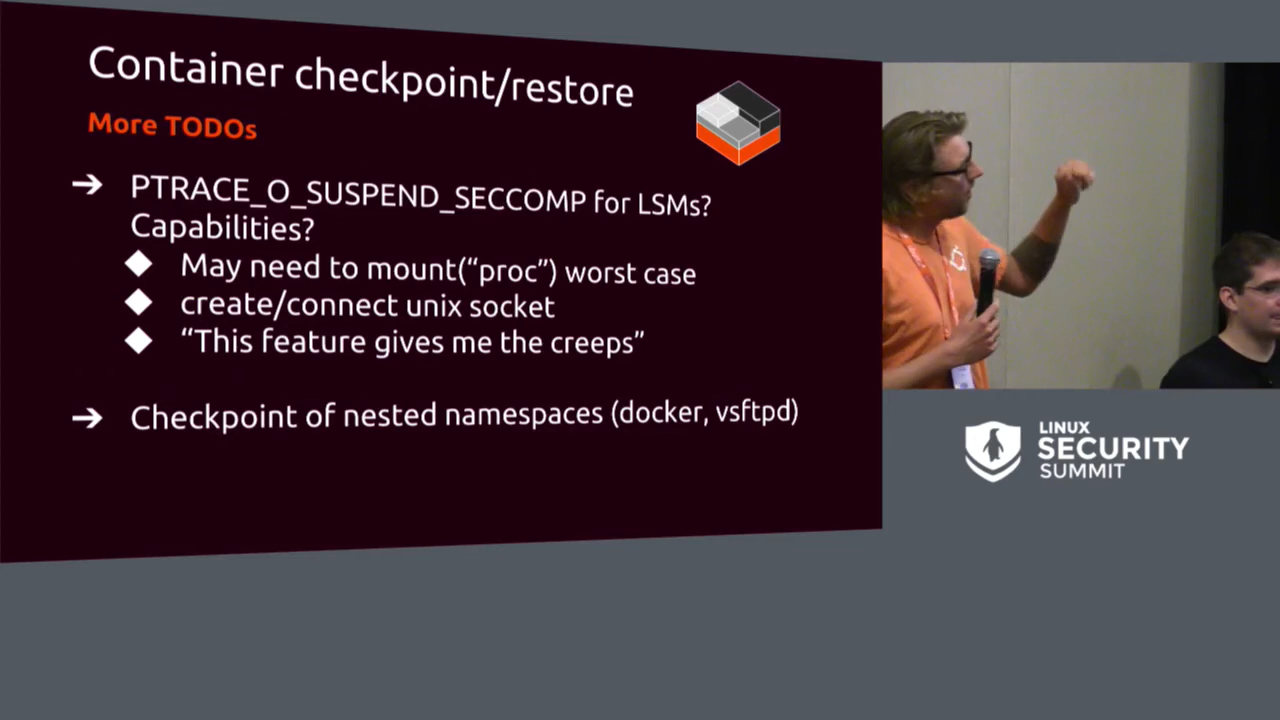 Container checkpoint/restore
More TODOs
➔ PTRACE_O_SUSPEND_SECCOMP for LSMs?
Capabilities?
◆ May need to mount(“proc”) worst case
◆ create/connect unix socket
◆ “This feature gives me the creeps”
➔ Checkpoint of nested namespaces (docker, vsftpd)
LINUX
SECURITY
SUMMIT